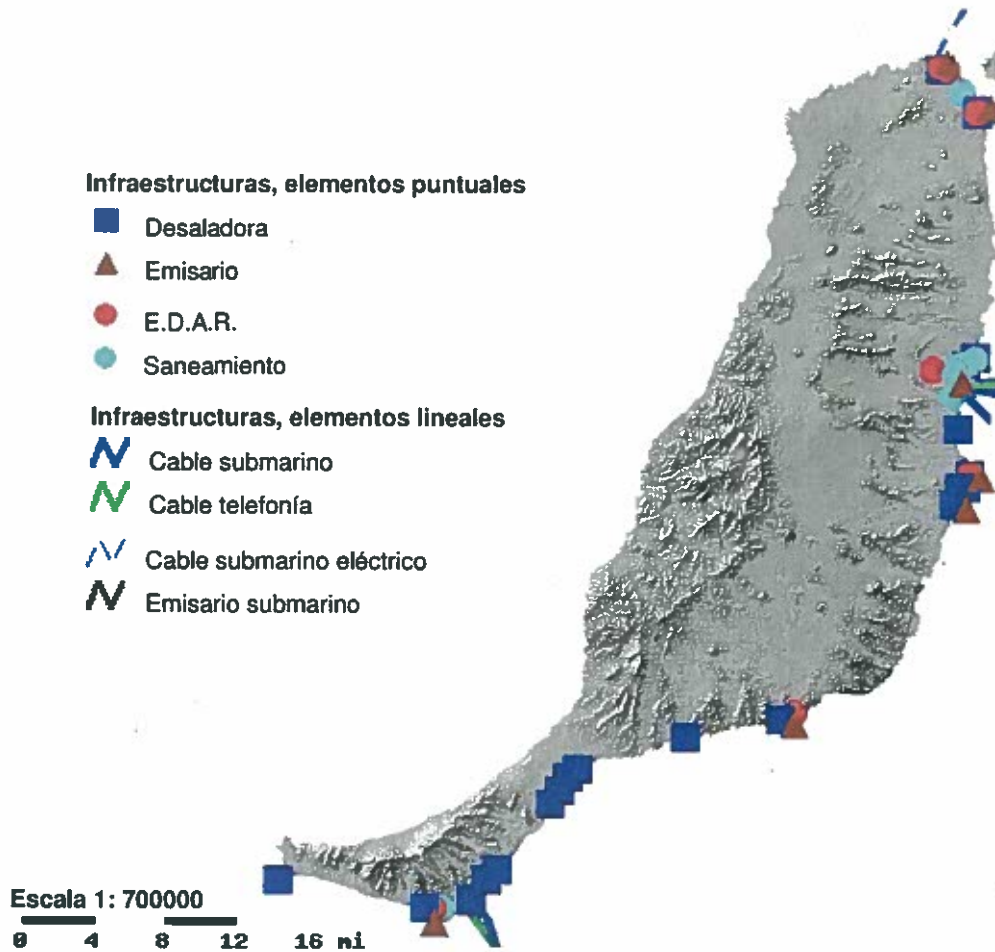 Infraestructuras, elementos puntuales
Desaladora
Emisario
E.D.A.R.
Saneamiento
Infraestructuras, elementos lineales
Cable submarino
Cable telefonía
Cable submarino eléctrico
Emisario submarino
Escala 1: 700000
0 4 8 12 16 mi